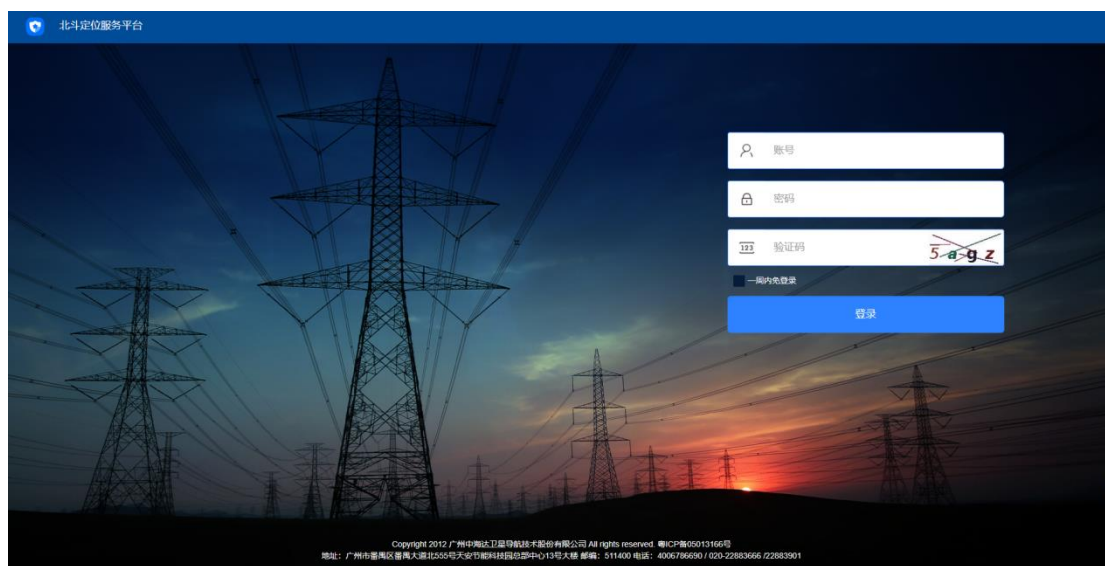 北斗定位服务平台
账号
密码
123 验证码 5 a g z
一周内免登录
登录
Copyright 2012 广州中海达卫星导航技术股份有限公司 All rights reserved. 粤ICP备05013166号
地址：广州市番禺区番禺大道北555号天安节能科技园总部中心13号大楼 邮编：511400 电话：4006786690 / 020-22883666 /22883901